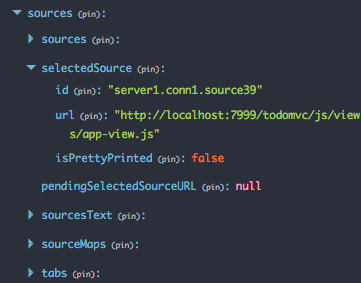 sources (pin):
sources (pin):
selectedSource (pin):
id (pin): "server1.conn1.source39"
url (pin): "http://localhost:7999/todomvc/js/view
s/app-view.js"
isPrettyPrinted (pin): false
pendingSelectedSourceURL (pin): null
sourcesText (pin):
sourceMaps (pin):
tabs (pin):